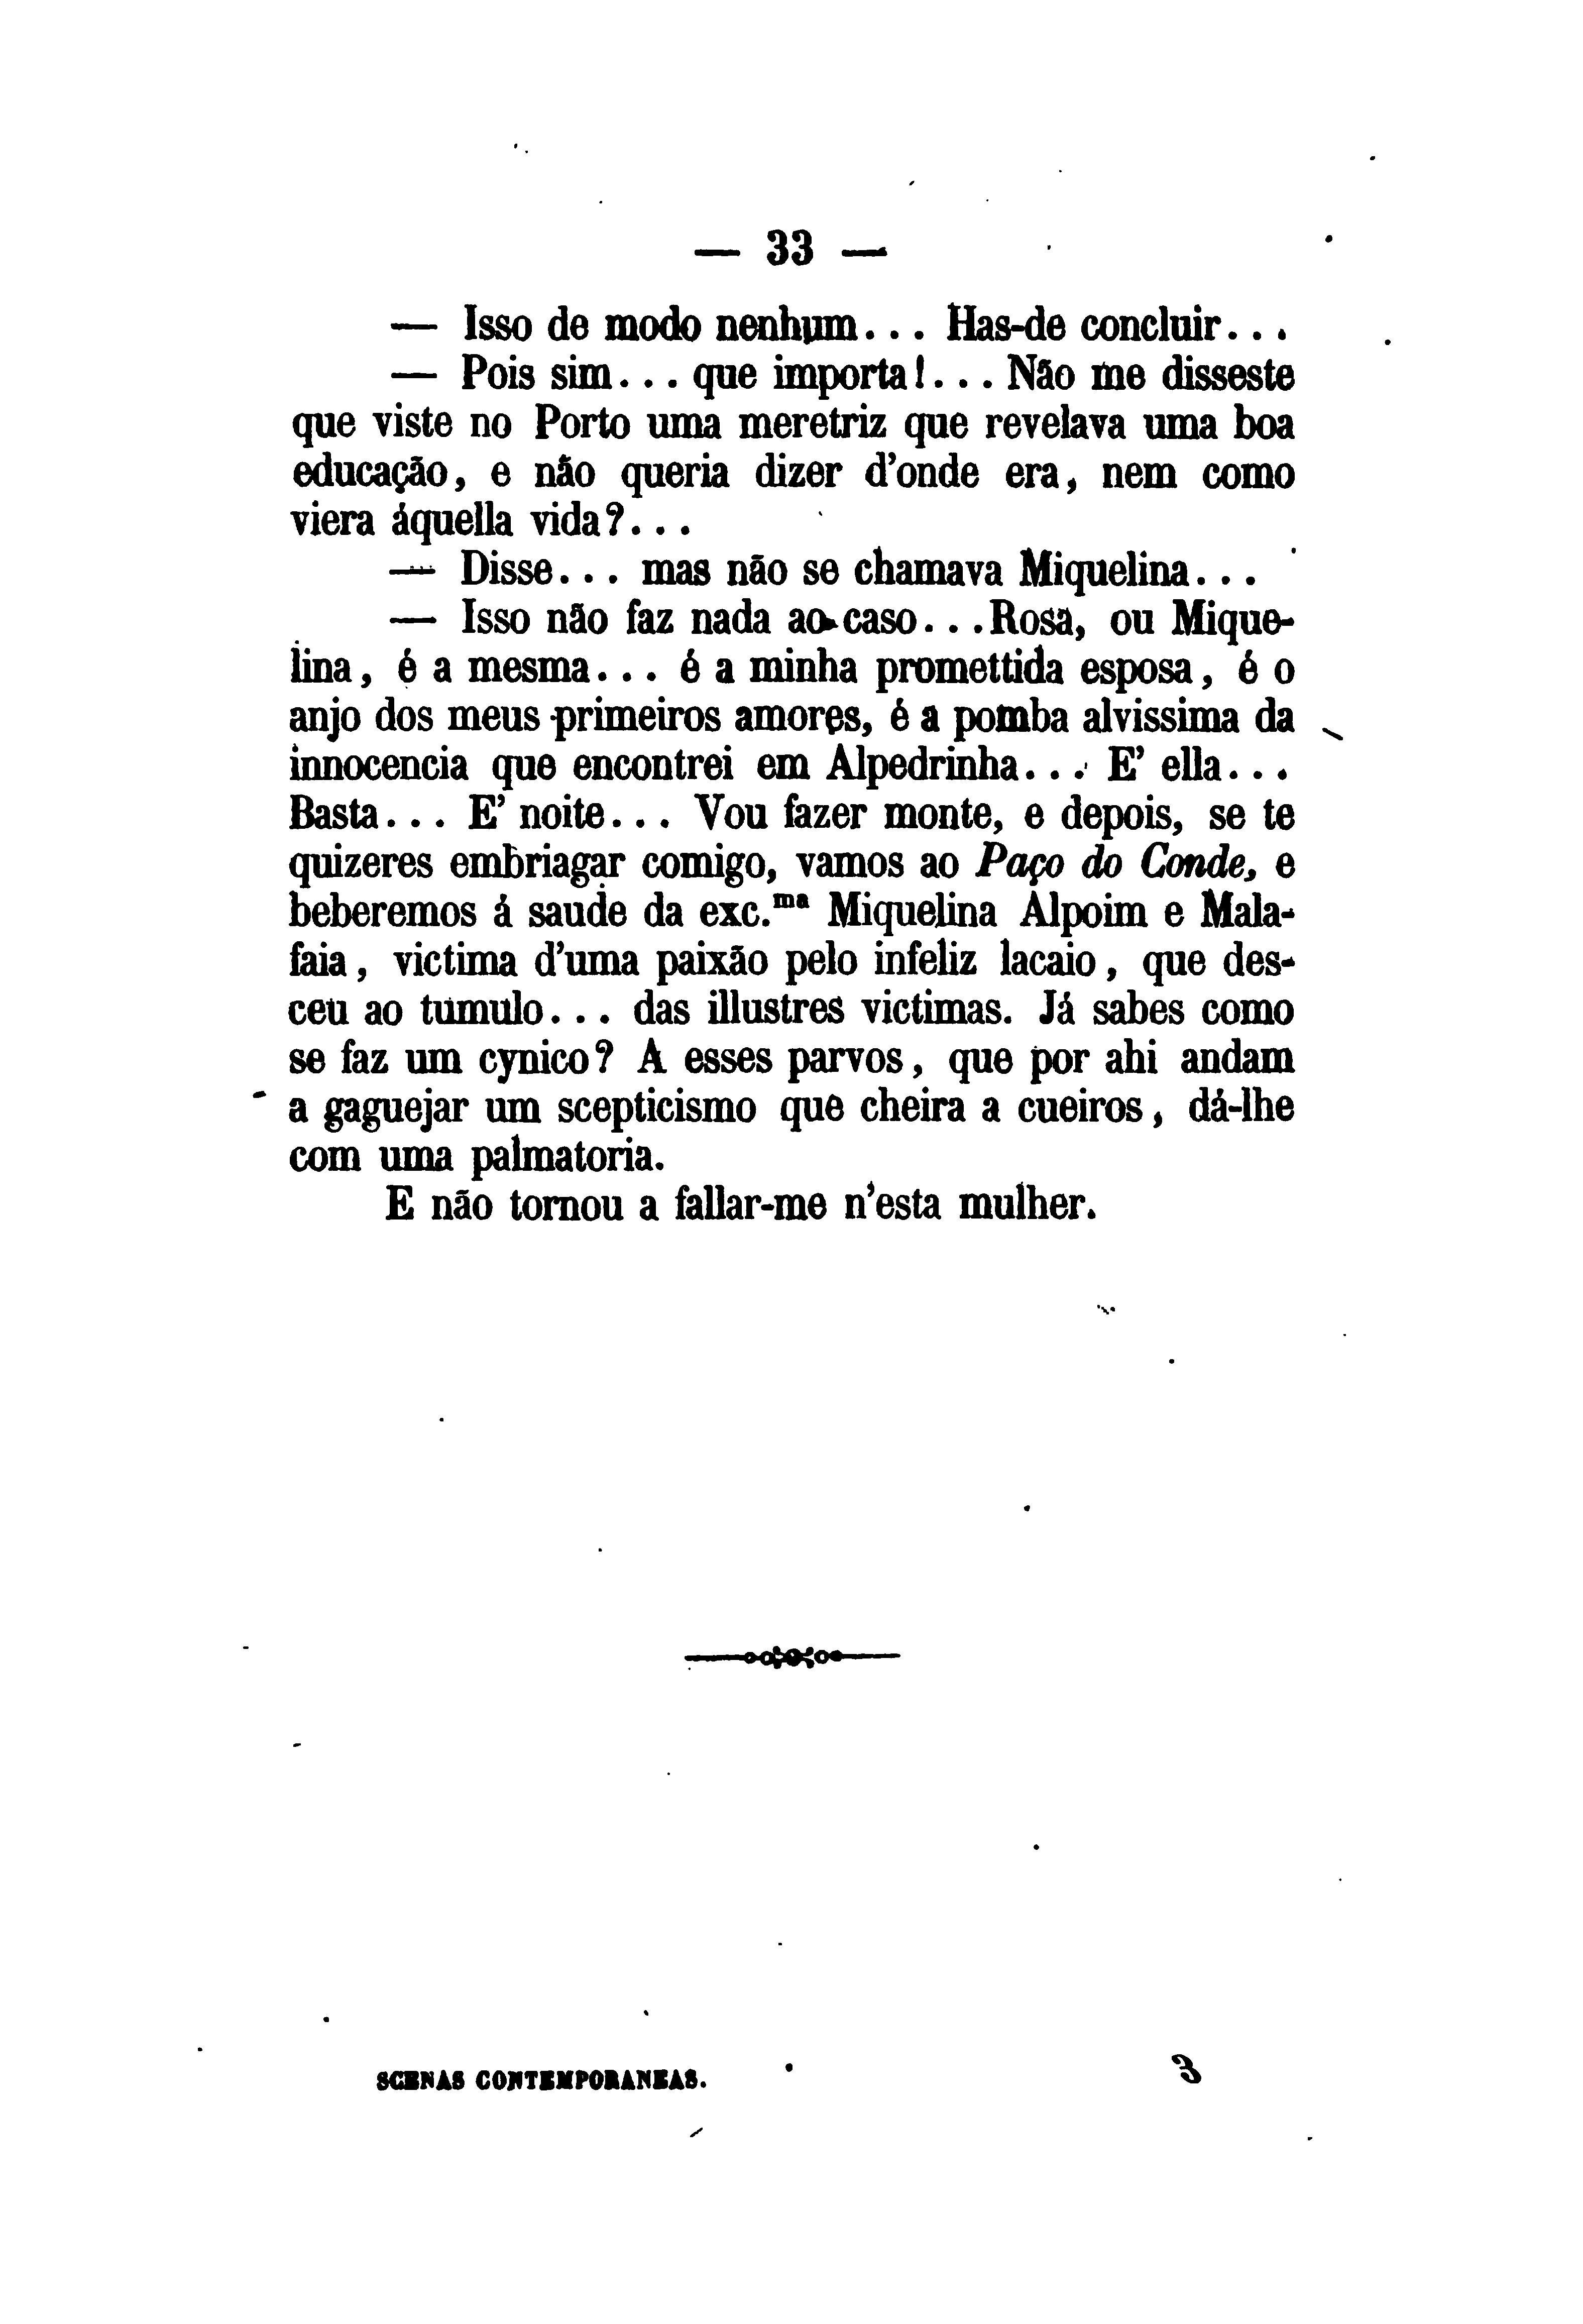 — 33 —
— Isso de modo nenhum... Has-de concluir...
— Pois sim... que importa!... Não me disseste
que viste no Porto uma meretriz que revelava uma boa
educação, e não queria dizer d'onde era, nem como
viera áquella vida?...
— Disse... mas não se chamava Miquelina...
— Isso não faz nada ao caso...Rosa, ou Mique-
lina, é a mesma... é a minha promettida esposa, é o
anjo dos meus primeiros amores, é a pomba alvissima da
innocencia que encontrei em Alpedrinha... E' ella...
Basta... E' noite... Vou fazer monte, e depois, se te
quizeres embriagar comigo, vamos ao Paço do Conde, e
beberemos á saude da exc.ᵐᵃ Miquelina Alpoim e Mala-
faia, victima d'uma paixão pelo infeliz lacaio, que des-
ceu ao tumulo... das illustres victimas. Já sabes como
se faz um cynico? A esses parvos, que por ahi andam
a gaguejar um scepticismo que cheira a cueiros, dá-lhe
com uma palmatoria.
E não tornou a fallar-me n'esta mulher.
SCENAS CONTEMPORANEAS. 3